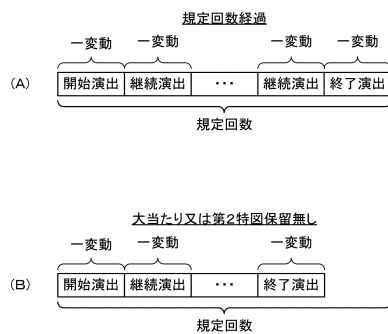 規定回数経過
一変動 一変動 一変動 一変動
(A) 開始演出 継続演出 ・・・ 継続演出 終了演出
規定回数
大当たり又は第2特図保留無し
一変動 一変動 一変動
(B) 開始演出 継続演出 ・・・ 終了演出
規定回数